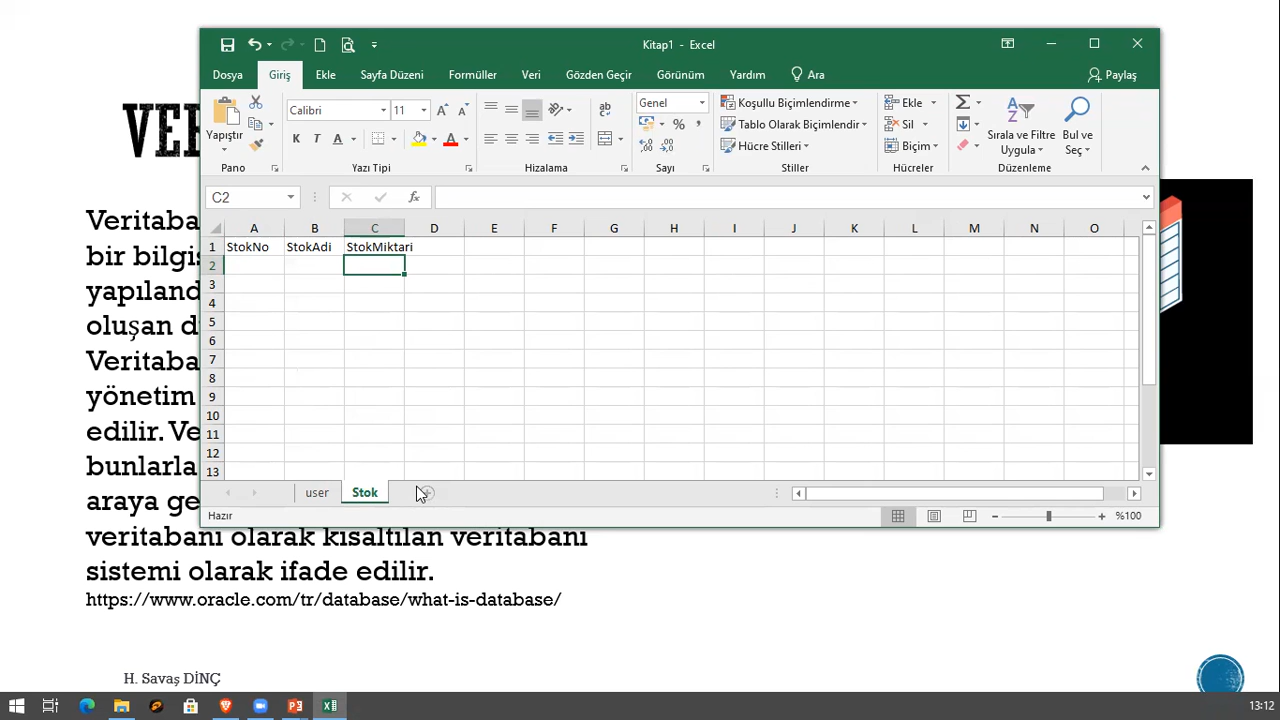 Kitap1 - Excel
Dosya Giriş Ekle Sayfa Düzeni Formüller Veri Gözden Geçir Görünüm Yardım Ara Paylaş
Yapıştır
Pano
Calibri 11
K T A
Yazı Tipi
Hizalama
Genel
Sayı
Koşullu Biçimlendirme
Tablo Olarak Biçimlendir
Hücre Stilleri
Stiller
Ekle
Sil
Biçim
Hücreler
Sırala ve Filtre Uygula
Bul ve Seç
Düzenleme
C2
A B C D E F G H I J K L M N O
1 StokNo StokAdi StokMiktari
2
3
4
5
6
7
8
9
10
11
12
13
user Stok
Hazır
%100
bir bilgis
yapıland
oluşan d
yönetim
edilir. Ve
bunlarla
araya ge
veritabanı olarak kısaltılan veritabanı
sistemi olarak ifade edilir.
https://www.oracle.com/tr/database/what-is-database/
H. Savaş DİNÇ
13:12